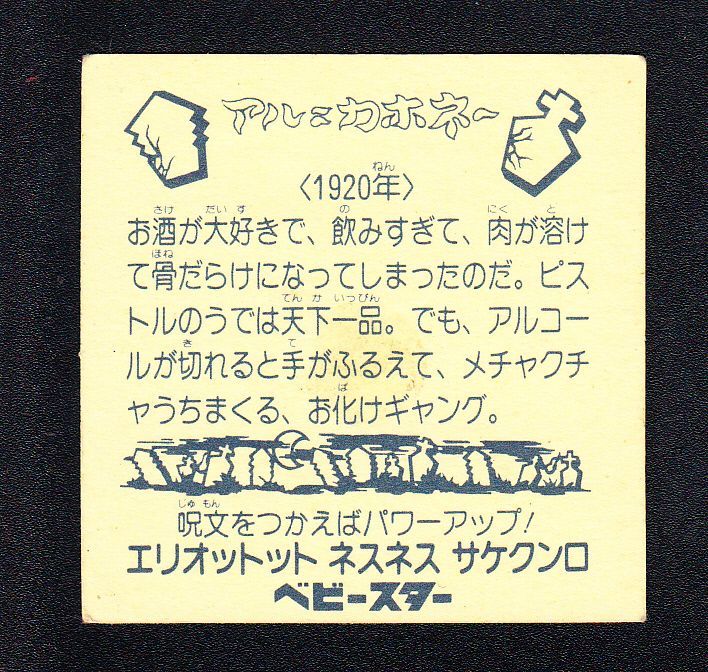 アル=カホネー
〈1920年〉
お酒が大好きで、飲みすぎて、肉が溶け
て骨だらけになってしまったのだ。ピス
トルのうでは天下一品。でも、アルコー
ルが切れると手がふるえて、メチャクチ
ャうちまくる、お化けギャング。
呪文をつかえばパワーアップ!
エリオットット ネスネス サケクンロ
ベビースター